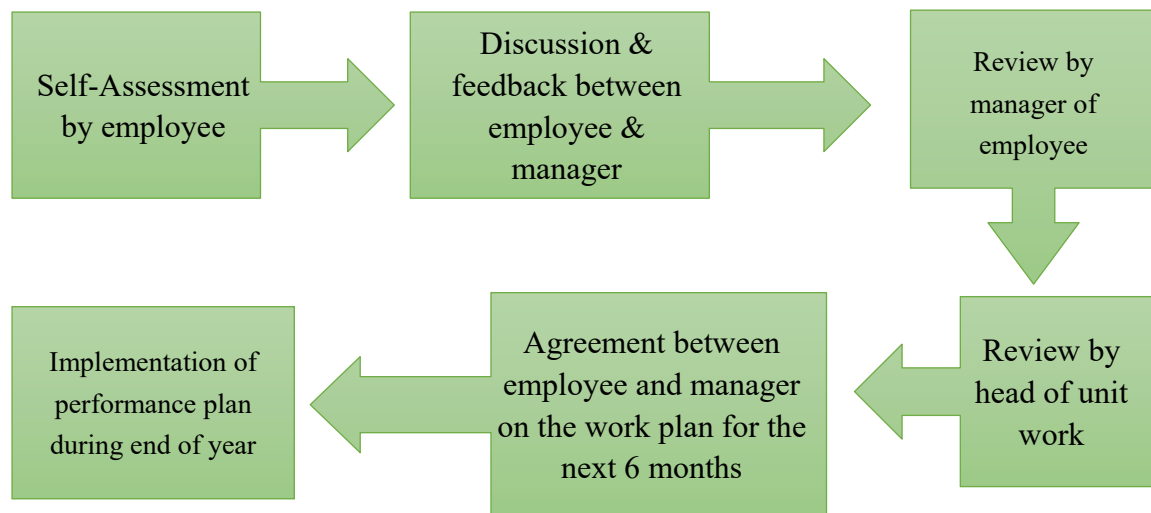 Self-Assessment
by employee
Discussion &
feedback between
employee &
manager
Review by
manager of
employee
Review by
head of unit
work
Agreement between
employee and manager
on the work plan for the
next 6 months
Implementation of
performance plan
during end of year